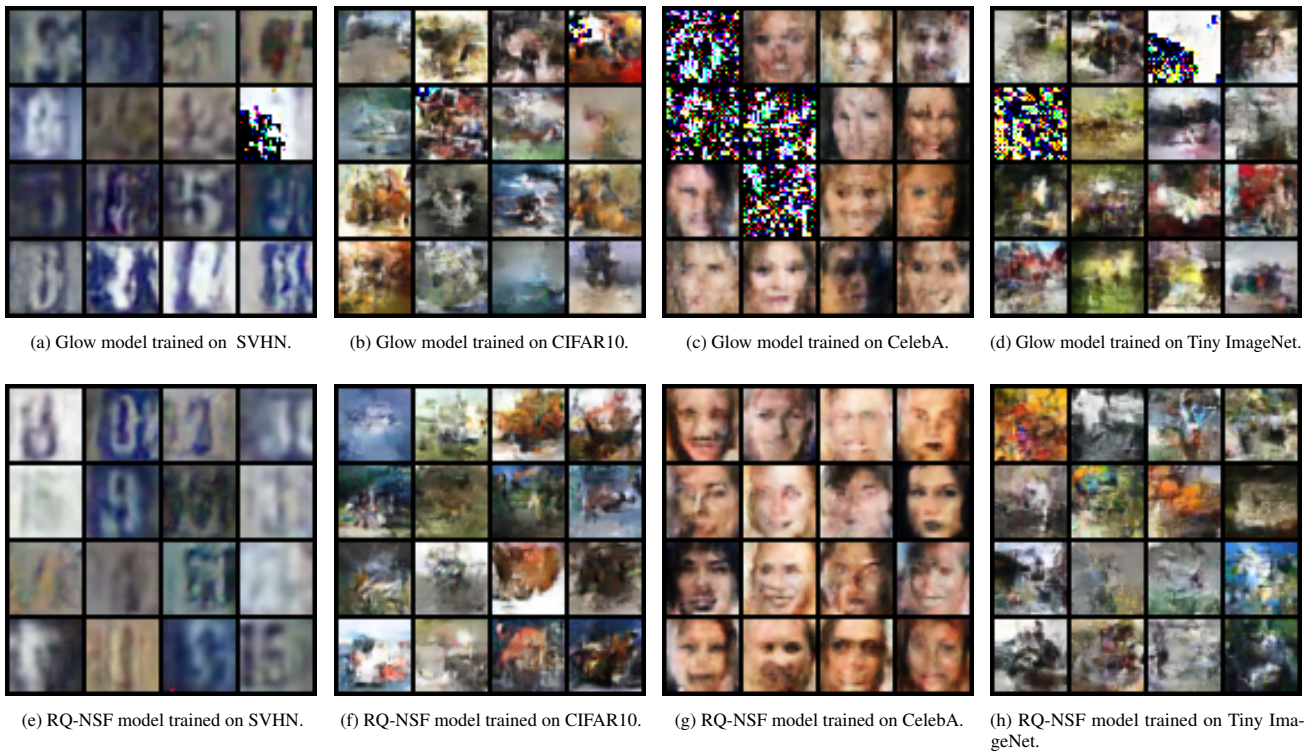 (a) Glow model trained on SVHN.
(b) Glow model trained on CIFAR10.
(c) Glow model trained on CelebA.
(d) Glow model trained on Tiny ImageNet.
(e) RQ-NSF model trained on SVHN.
(f) RQ-NSF model trained on CIFAR10.
(g) RQ-NSF model trained on CelebA.
(h) RQ-NSF model trained on Tiny Ima-
geNet.